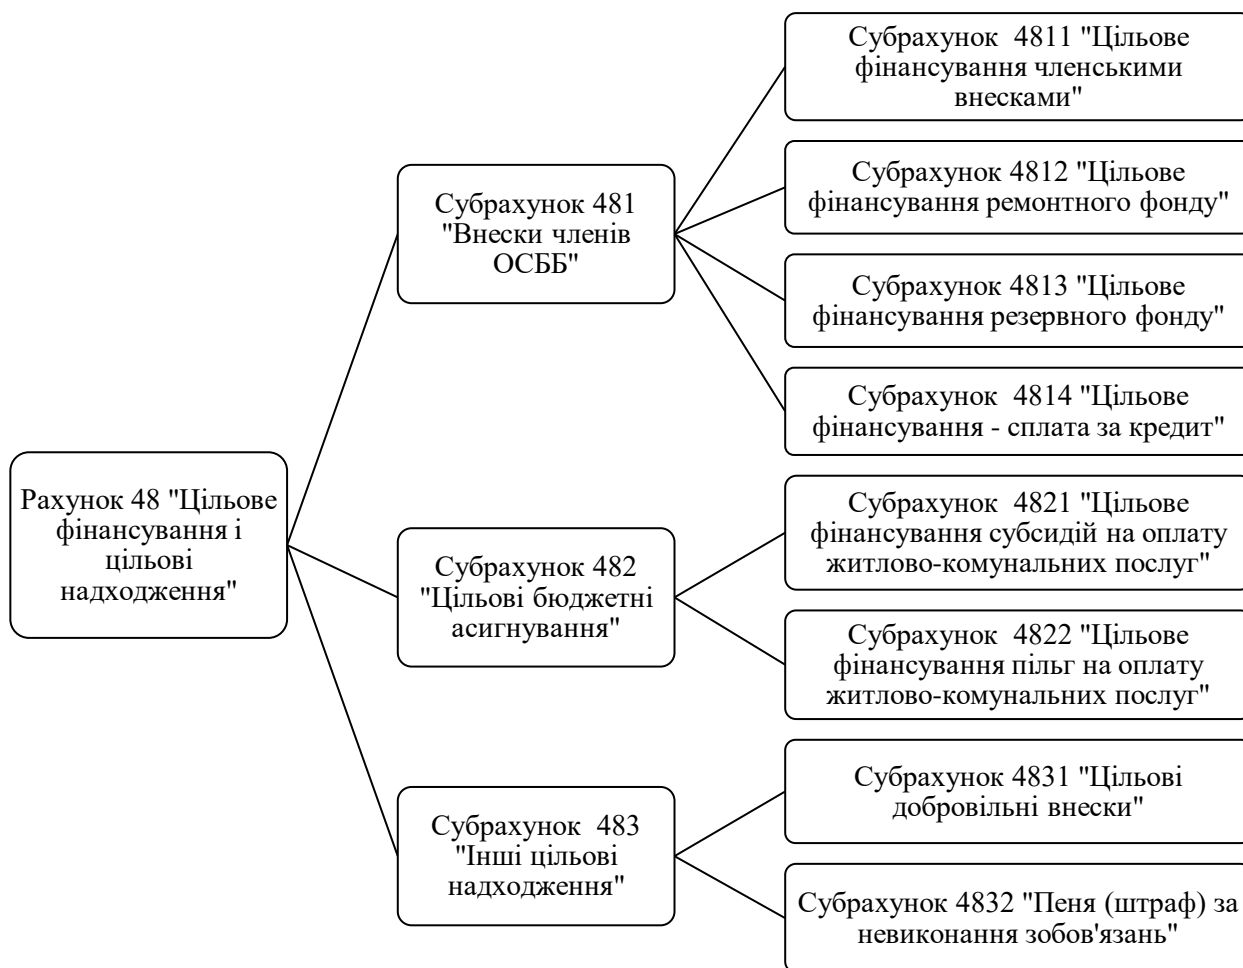 Рахунок 48 "Цільове
фінансування і
цільові
надходження"
Субрахунок 481
"Внески членів
ОСББ"
Субрахунок  4811 "Цільове
фінансування членськими
внесками"
Субрахунок 4812 "Цільове
фінансування ремонтного фонду"
Субрахунок 4813 "Цільове
фінансування резервного фонду"
Субрахунок  4814 "Цільове
фінансування - сплата за кредит"
Субрахунок 482
"Цільові бюджетні
асигнування"
Субрахунок  4821 "Цільове
фінансування субсидій на оплату
житлово-комунальних послуг"
Субрахунок  4822 "Цільове
фінансування пільг на оплату
житлово-комунальних послуг"
Субрахунок  483
"Інші цільові
надходження"
Субрахунок 4831 "Цільові
добровільні внески"
Субрахунок 4832 "Пеня (штраф) за
невиконання зобов'язань"